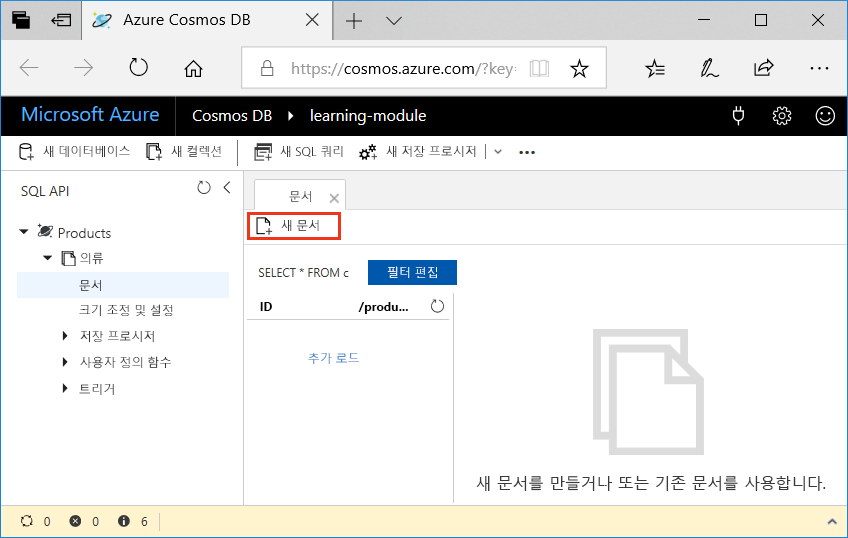 Azure Cosmos DB
https://cosmos.azure.com/?key=
Microsoft Azure
Cosmos DB
learning-module
새 데이터베이스
새 컬렉션
새 SQL 쿼리
새 저장 프로시저
SQL API
문서
새 문서
Products
의류
문서
크기 조정 및 설정
저장 프로시저
사용자 정의 함수
트리거
SELECT * FROM c
필터 편집
ID
/produ...
추가 로드
새 문서를 만들거나 또는 기존 문서를 사용합니다.
0
0
6